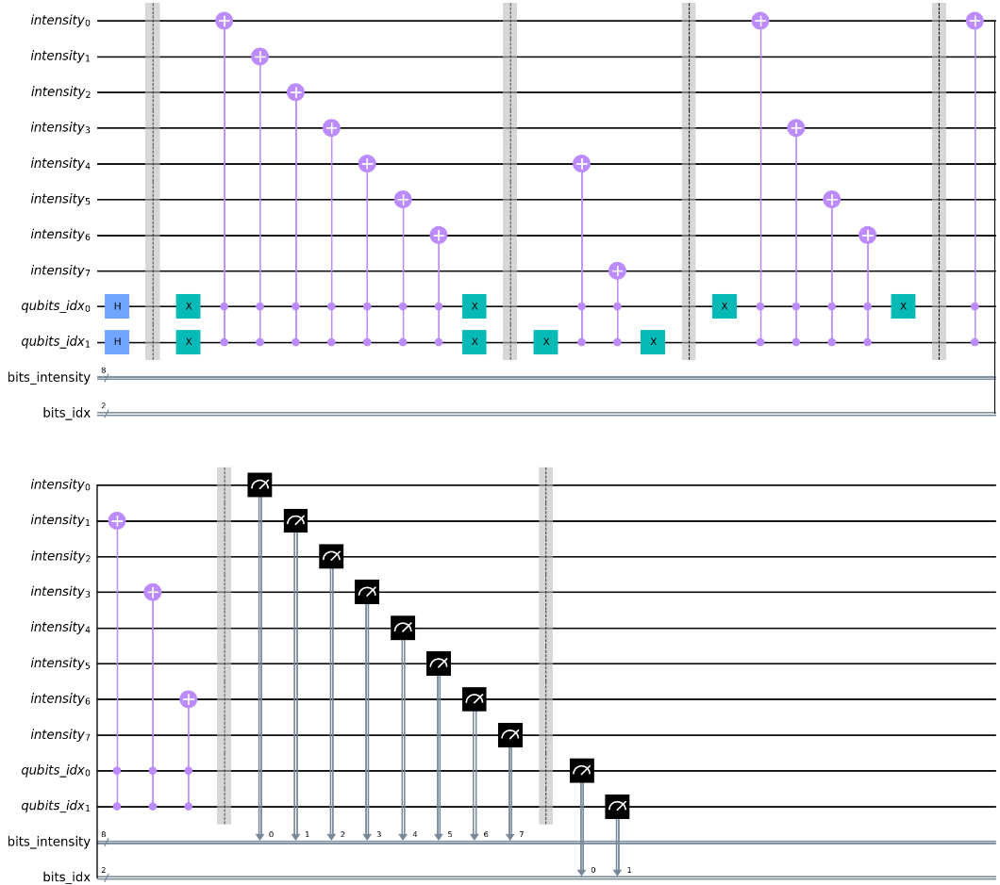 intensity₀
intensity₁
intensity₂
intensity₃
intensity₄
intensity₅
intensity₆
intensity₇
qubits_idx₀ H X X X X
qubits_idx₁ H X X X X
bits_intensity 8
bits_idx 2
intensity₀
intensity₁
intensity₂
intensity₃
intensity₄
intensity₅
intensity₆
intensity₇
qubits_idx₀
qubits_idx₁
bits_intensity 8 0 1 2 3 4 5 6 7
bits_idx 2 0 1